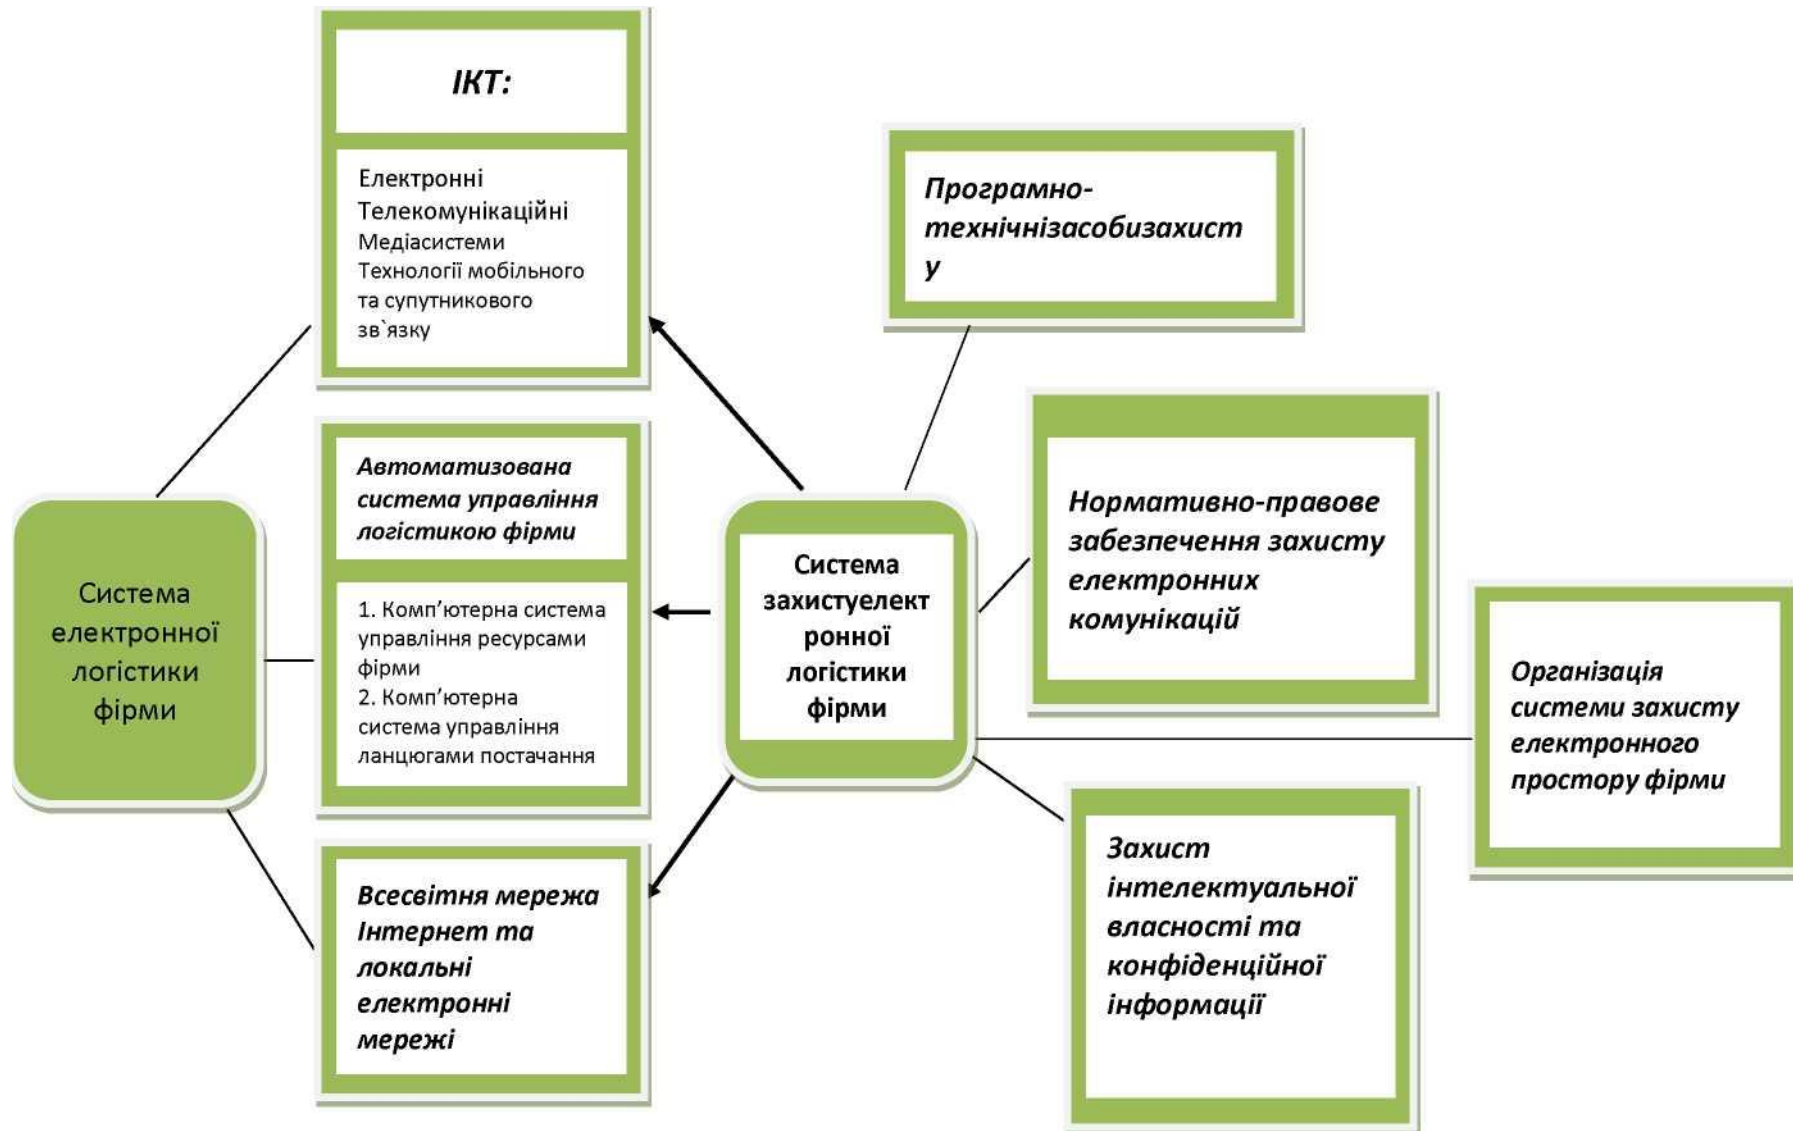 ІКТ:
Електронні
Телекомунікаційні
Медіасистеми
Технології мобільного
та супутникового
зв`язку
Програмно-
технічнізасобизахист
у
Автоматизована
система управління
логістикою фірми
1. Комп’ютерна система
управління ресурсами
фірми
2. Комп’ютерна
система управління
ланцюгами постачання
Система
електронної
логістики
фірми
Система
захистуелект
ронної
логістики
фірми
Нормативно-правове
забезпечення захисту
електронних
комунікацій
Організація
системи захисту
електронного
простору фірми
Всесвітня мережа
Інтернет та
локальні
електронні
мережі
Захист
інтелектуальної
власності та
конфіденційної
інформації